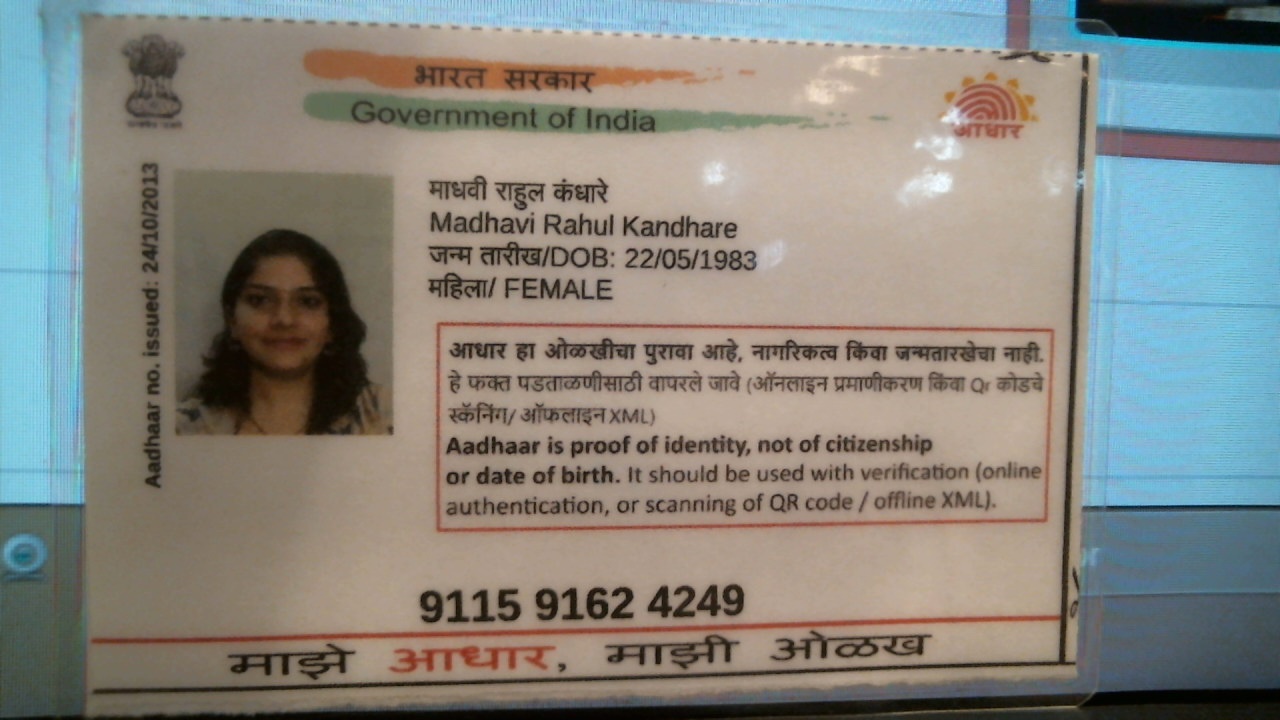 भारत सरकार
Government of India
आधार
Aadhaar no. issued: 24/10/2013
माधवी राहुल कंधारे
Madhavi Rahul Kandhare
जन्म तारीख/DOB: 22/05/1983
महिला/ FEMALE
आधार हा ओळखीचा पुरावा आहे, नागरिकत्व किंवा जन्मतारखेचा नाही.
हे फक्त पडताळणीसाठी वापरले जावे (ऑनलाइन प्रमाणीकरण किंवा Qr कोडचे
स्कॅनिंग/ ऑफलाइन XML)
Aadhaar is proof of identity, not of citizenship
or date of birth. It should be used with verification (online
authentication, or scanning of QR code / offline XML).
9115 9162 4249
माझे आधार, माझी ओळख